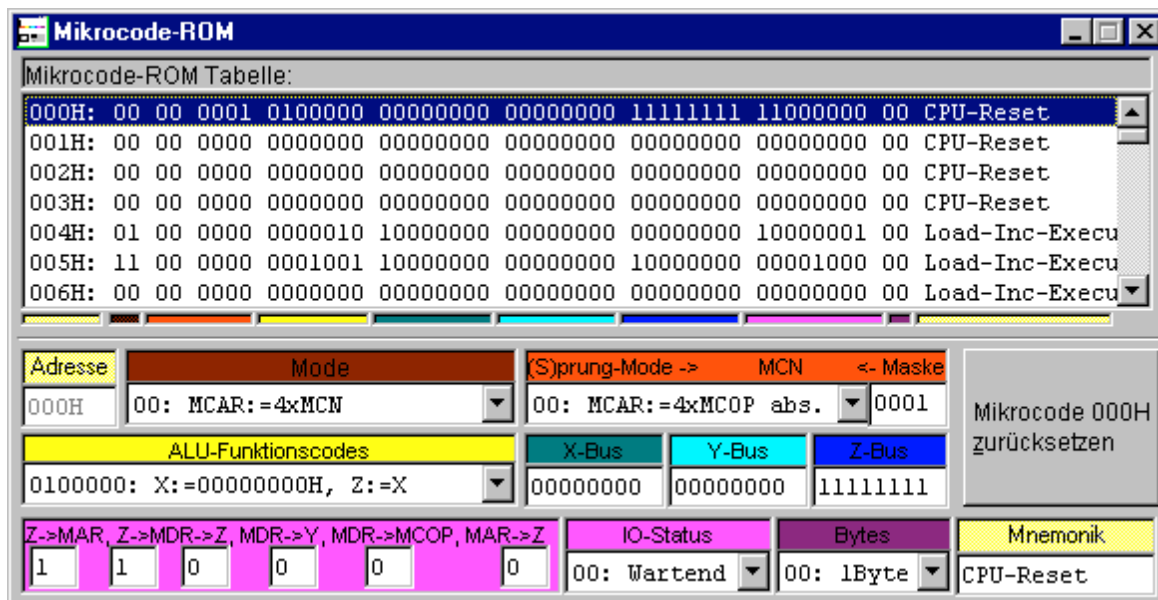 Mikrocode-ROM
Mikrocode-ROM Tabelle:
000H: 00 00 0001 0100000 00000000 00000000 11111111 11000000 00 CPU-Reset
001H: 00 00 0000 0000000 00000000 00000000 00000000 00000000 00 CPU-Reset
002H: 00 00 0000 0000000 00000000 00000000 00000000 00000000 00 CPU-Reset
003H: 00 00 0000 0000000 00000000 00000000 00000000 00000000 00 CPU-Reset
004H: 01 00 0000 0000010 10000000 00000000 00000000 10000001 00 Load-Inc-Execu
005H: 11 00 0000 0001001 10000000 00000000 10000000 00001000 00 Load-Inc-Execu
006H: 00 00 0000 0000000 00000000 00000000 00000000 00000000 00 Load-Inc-Execu
Adresse Mode (S)prung-Mode -> MCN <- Maske
000H 00: MCAR:=4xMCN 00: MCAR:=4xMCOP abs. 0001
Mikrocode 000H
zurücksetzen
ALU-Funktionscodes X-Bus Y-Bus Z-Bus
0100000: X:=00000000H, Z:=X 00000000 00000000 11111111
Z->MAR, Z->MDR->Z, MDR->Y, MDR->MCOP, MAR->Z IO-Status Bytes Mnemonik
1 1 0 0 0 0 00: Wartend 00: 1Byte CPU-Reset